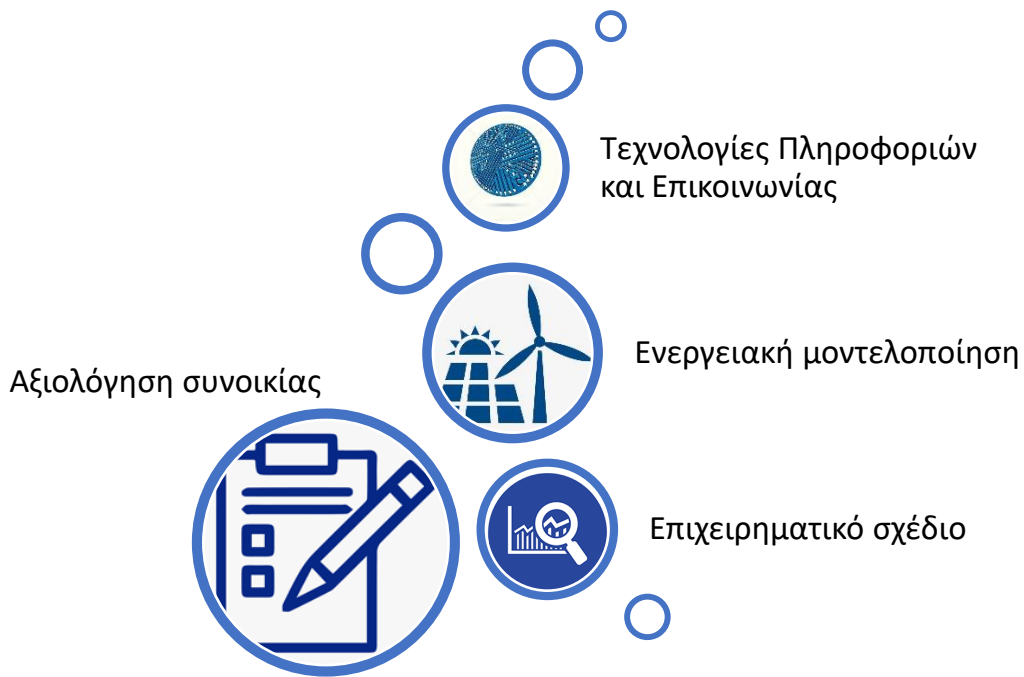 Τεχνολογίες Πληροφοριών
και Επικοινωνίας
Ενεργειακή μοντελοποίηση
Αξιολόγηση συνοικίας
Επιχειρηματικό σχέδιο